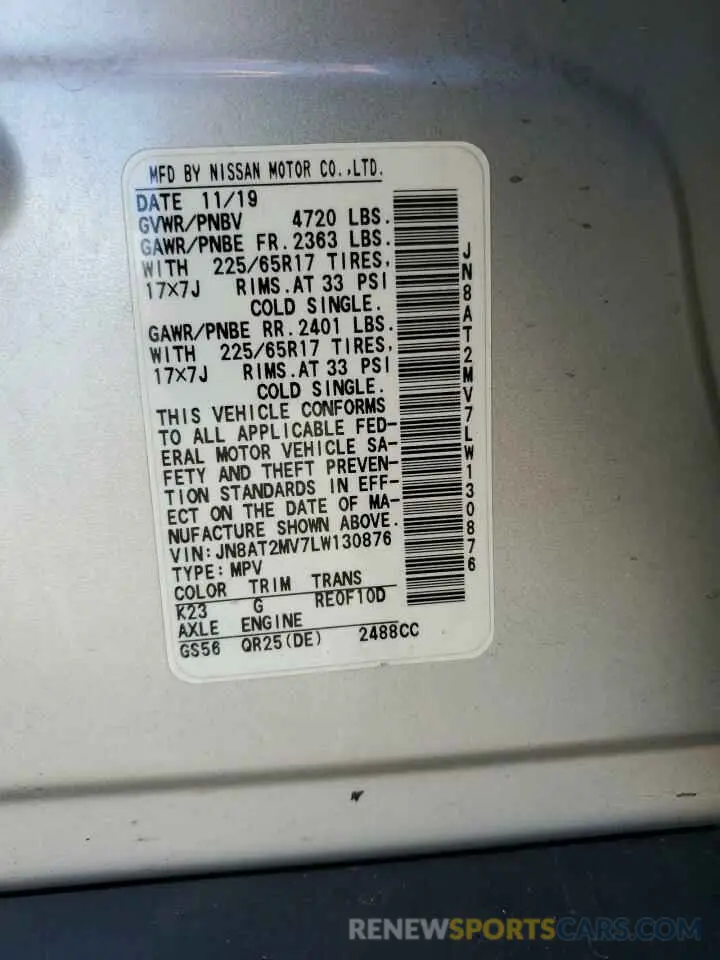 MFD BY NISSAN MOTOR CO.,LTD.
DATE 11/19
GVWR/PNBV 4720 LBS.
GAWR/PNBE FR. 2363 LBS.
WITH 225/65R17 TIRES,
17X7J RIMS.AT 33 PSI
COLD SINGLE.
GAWR/PNBE RR. 2401 LBS.
WITH 225/65R17 TIRES,
17X7J RIMS.AT 33 PSI
COLD SINGLE.
THIS VEHICLE CONFORMS
TO ALL APPLICABLE FED-
ERAL MOTOR VEHICLE SA-
FETY AND THEFT PREVEN-
TION STANDARDS IN EFF-
ECT ON THE DATE OF MA-
NUFACTURE SHOWN ABOVE.
VIN: JN8AT2MV7LW130876
TYPE: MPV
COLOR TRIM TRANS
K23 G RE0F10D
AXLE ENGINE
GS56 QR25(DE) 2488CC
JN8AT2MV7LW130876
RENEWSPORTSCARS.COM